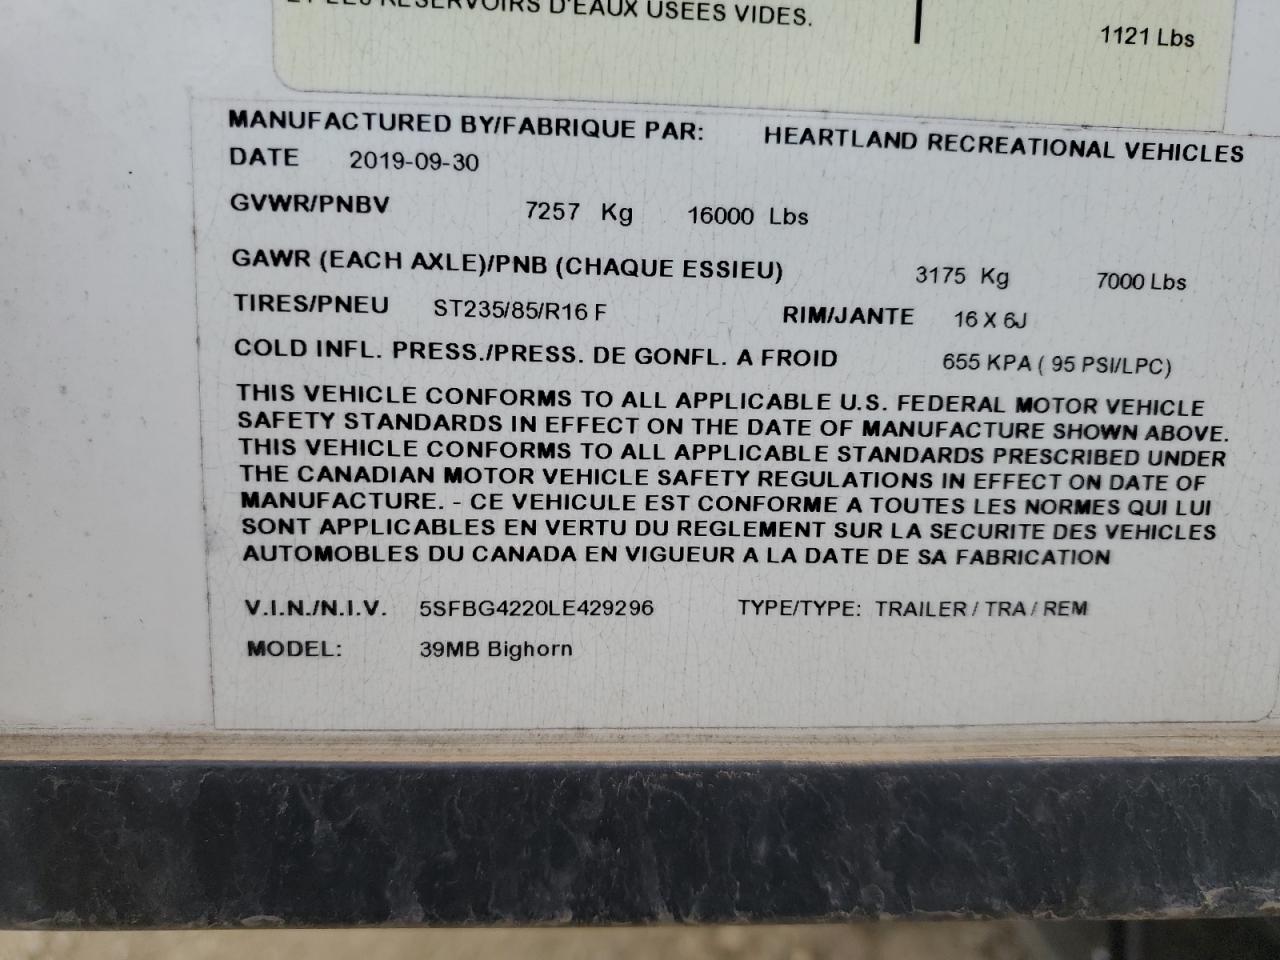 ET LES RESERVOIRS D'EAUX USEES VIDES.
1121 Lbs
MANUFACTURED BY/FABRIQUE PAR: HEARTLAND RECREATIONAL VEHICLES
DATE 2019-09-30
GVWR/PNBV 7257 Kg 16000 Lbs
GAWR (EACH AXLE)/PNB (CHAQUE ESSIEU) 3175 Kg 7000 Lbs
TIRES/PNEU ST235/85/R16 F RIM/JANTE 16 X 6J
COLD INFL. PRESS./PRESS. DE GONFL. A FROID 655 KPA ( 95 PSI/LPC)
THIS VEHICLE CONFORMS TO ALL APPLICABLE U.S. FEDERAL MOTOR VEHICLE
SAFETY STANDARDS IN EFFECT ON THE DATE OF MANUFACTURE SHOWN ABOVE.
THIS VEHICLE CONFORMS TO ALL APPLICABLE STANDARDS PRESCRIBED UNDER
THE CANADIAN MOTOR VEHICLE SAFETY REGULATIONS IN EFFECT ON DATE OF
MANUFACTURE. - CE VEHICULE EST CONFORME A TOUTES LES NORMES QUI LUI
SONT APPLICABLES EN VERTU DU REGLEMENT SUR LA SECURITE DES VEHICLES
AUTOMOBLES DU CANADA EN VIGUEUR A LA DATE DE SA FABRICATION
V.I.N./N.I.V. 5SFBG4220LE429296 TYPE/TYPE: TRAILER / TRA / REM
MODEL: 39MB Bighorn